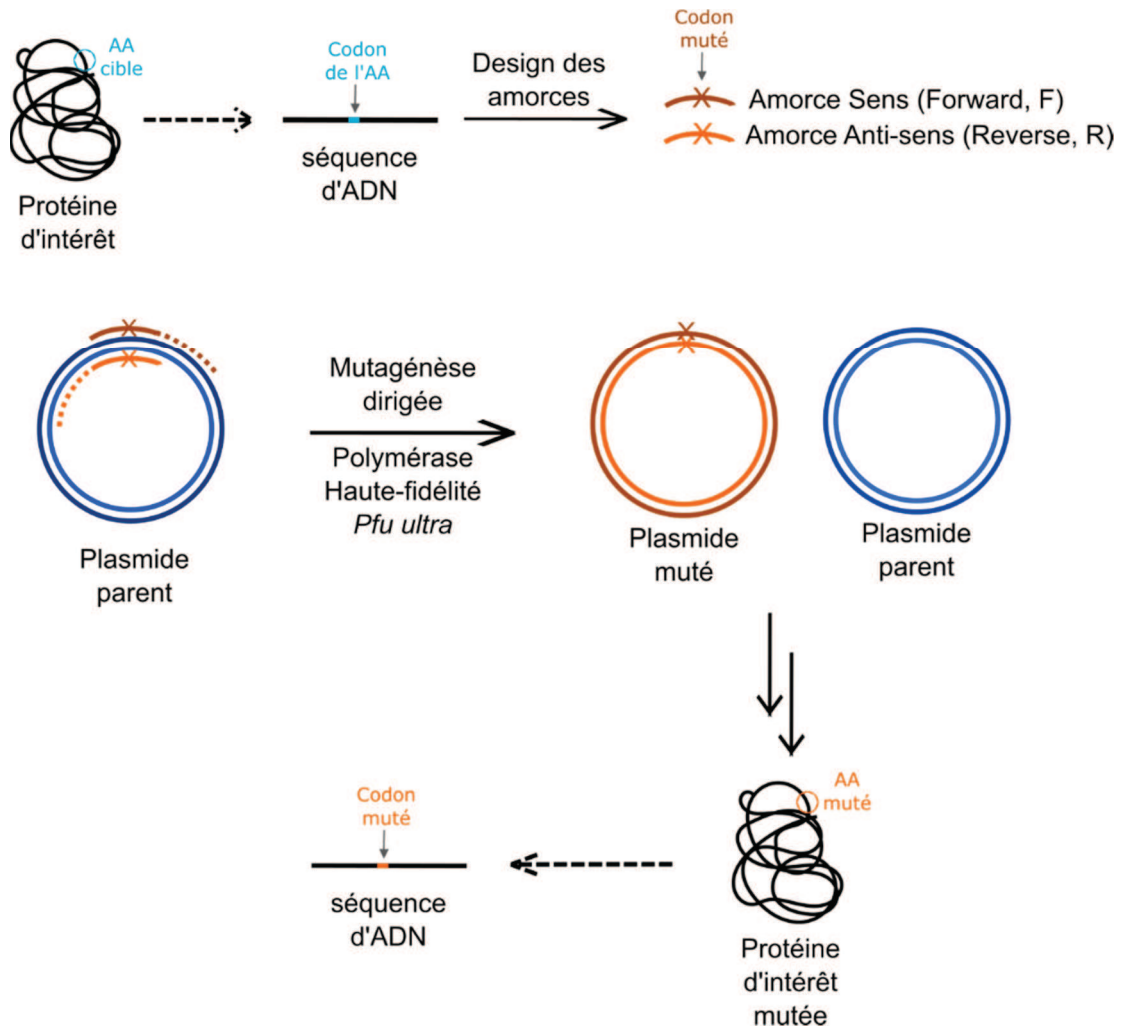 AA
cible
Protéine
d'intérêt
Codon
de l'AA
séquence
d'ADN
Design des
amorces
Codon
muté
Amorce Sens (Forward, F)
Amorce Anti-sens (Reverse, R)
Plasmide
parent
Mutagénèse
dirigée
Polymérase
Haute-fidélité
Pfu ultra
Plasmide
muté
Plasmide
parent
Codon
muté
séquence
d'ADN
AA
muté
Protéine
d'intérêt
mutée